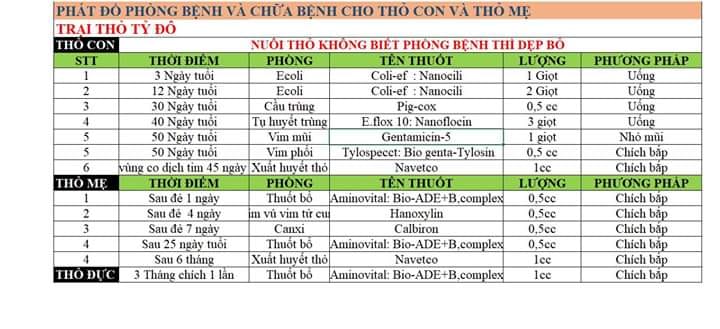 PHÁT ĐỒ PHÒNG BỆNH VÀ CHỮA BỆNH CHO THỎ CON VÀ THỎ MẸ
TRẠI THỎ TỶ ĐÔ
THỎ CON NUÔI THỎ KHÔNG BIẾT PHÒNG BỆNH THÌ DẸP BỎ
STT THỜI ĐIỂM PHÒNG TÊN THUỐT LƯỢNG PHƯƠNG PHÁP
1 3 Ngày tuổi Ecoli Coli-ef : Nanocili 1 Giọt Uống
2 12 Ngày tuổi Ecoli Coli-ef : Nanocili 2 Giọt Uống
3 30 Ngày tuổi Cầu trùng Pig-cox 0,5 cc Uống
4 40 Ngày tuổi Tụ huyết trùng E.flox 10: Nanoflocin 3 giọt Uống
5 50 Ngày tuổi Vim mũi Gentamicin-5 1 giọt Nhỏ mũi
5 50 Ngày tuổi Vim phổi Tylospecct: Bio genta-Tylosin 0,5 cc Chích bắp
6 vùng co dịch tim 45 ngày Xuất huyết thỏ Navetco 1cc Chích bắp
THỎ MẸ THỜI ĐIỂM PHÒNG TÊN THUỐT LƯỢNG PHƯƠNG PHÁP
1 Sau đẻ 1 ngày Thuốt bổ Aminovital: Bio-ADE+B,complex 0,5cc Chích bắp
2 Sau đẻ 4 ngày im vú vim tử cu Hanoxylin 0,5cc Chích bắp
3 Sau đẻ 7 ngày Canxi Calbiron 0,5cc Chích bắp
4 Sau 25 ngày tuổi Thuốt bổ Aminovital: Bio-ADE+B,complex 0,5cc Chích bắp
4 Sau 6 tháng Xuất huyết thỏ Navetco 1cc Chích bắp
THỎ ĐỰC 3 Tháng chích 1 lần Thuốt bổ Aminovital: Bio-ADE+B,complex 1cc Chích bắp